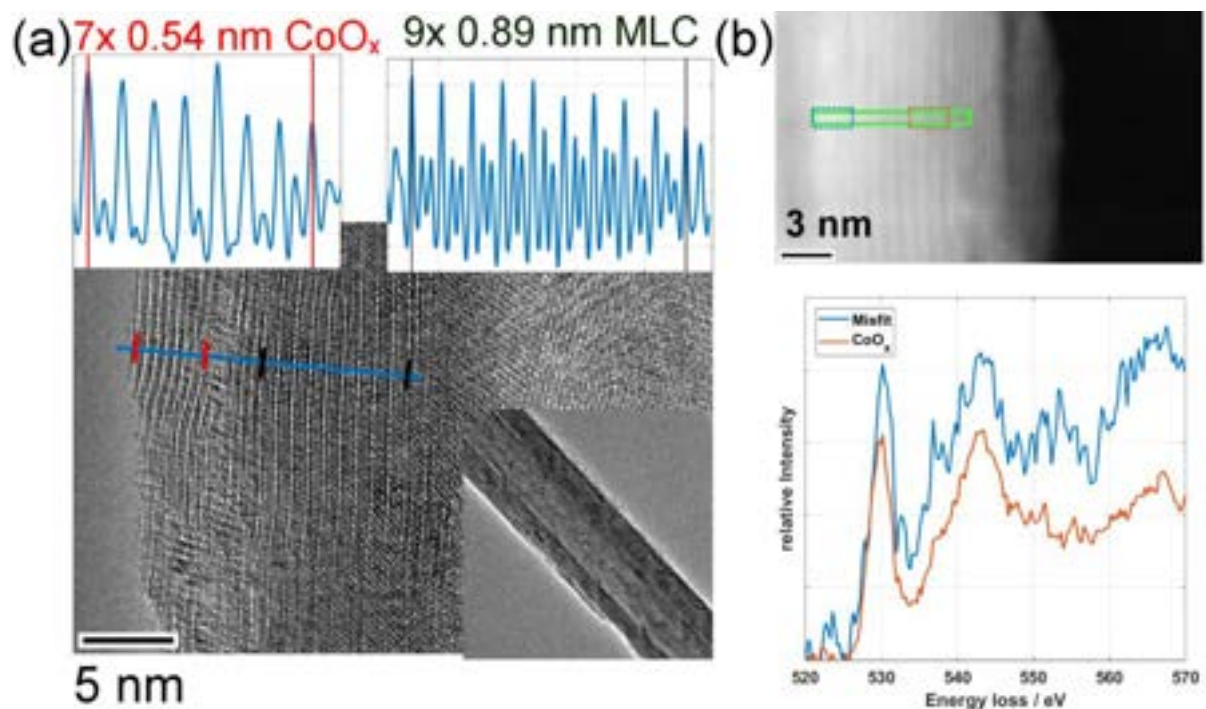 (a) 7x 0.54 nm CoOₓ 9x 0.89 nm MLC
5 nm
(b)
3 nm
Misfit
CoOₓ
relative Intensity
520 530 540 550 560 570
Energy loss / eV